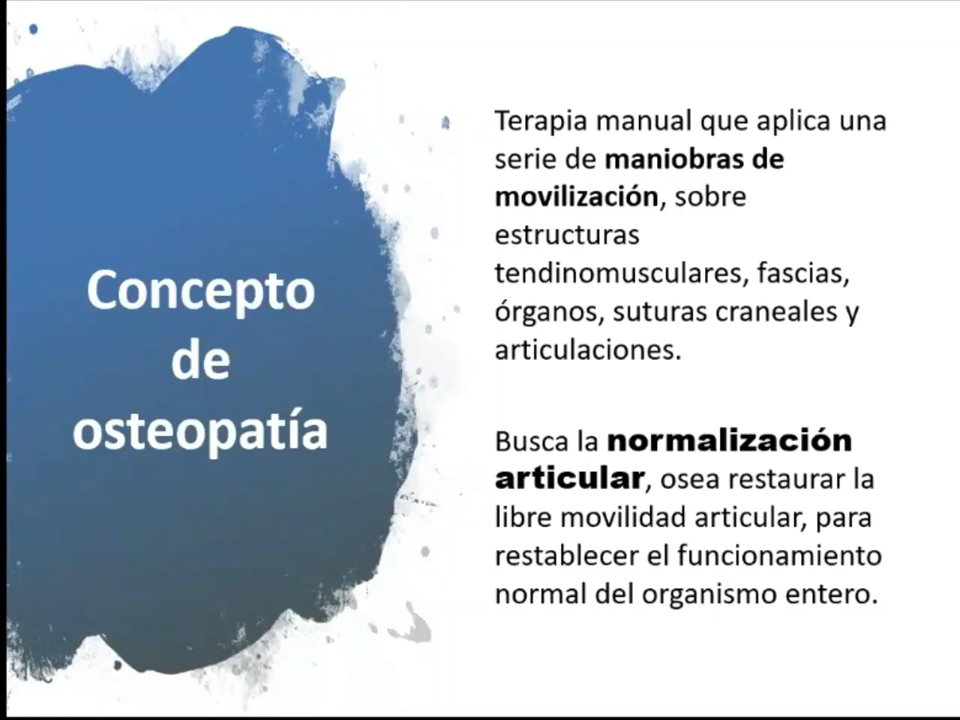 Concepto
de
osteopatía
Terapia manual que aplica una
serie de maniobras de
movilización, sobre
estructuras
tendinomusculares, fascias,
órganos, suturas craneales y
articulaciones.
Busca la normalización
articular, osea restaurar la
libre movilidad articular, para
restablecer el funcionamiento
normal del organismo entero.